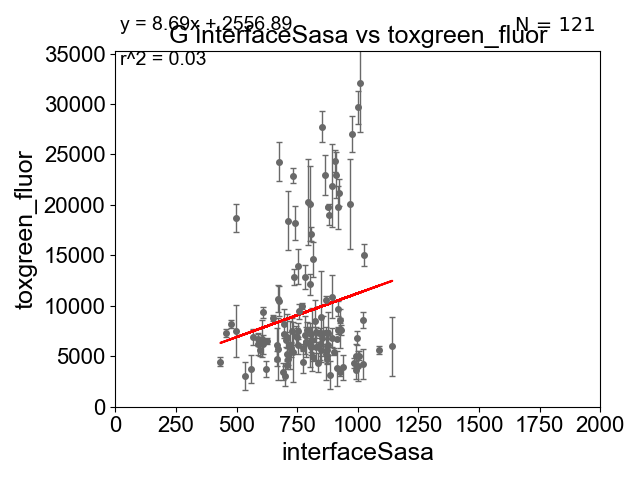 y = 8.69x + 2556.89
N = 121
G InterfaceSasa vs toxgreen_fluor
r^2 = 0.03
35000
30000
25000
20000
15000
10000
5000
0
toxgreen_fluor
0 250 500 750 1000 1250 1500 1750 2000
interfaceSasa